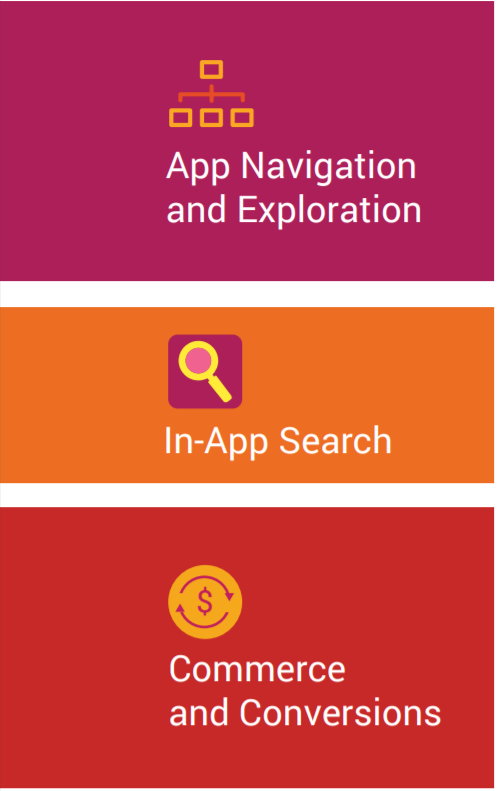 App Navigation
and Exploration
In-App Search
$
Commerce
and Conversions